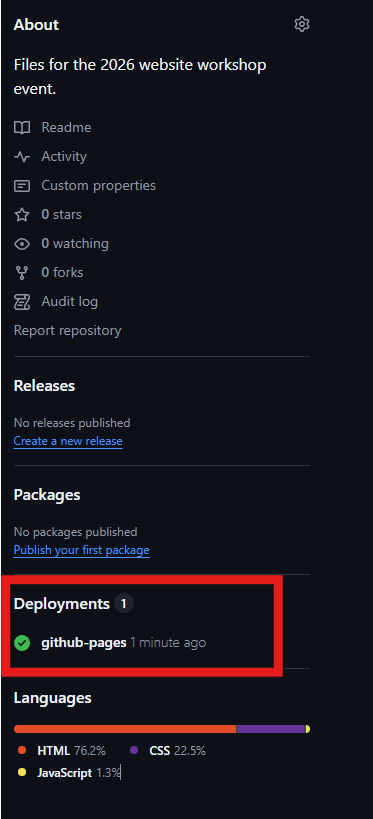 About
Files for the 2026 website workshop
event.
Readme
Activity
Custom properties
0 stars
0 watching
0 forks
Audit log
Report repository
Releases
No releases published
Create a new release
Packages
No packages published
Publish your first package
Deployments 1
github-pages 1 minute ago
Languages
HTML 76.2% CSS 22.5%
JavaScript 1.3%